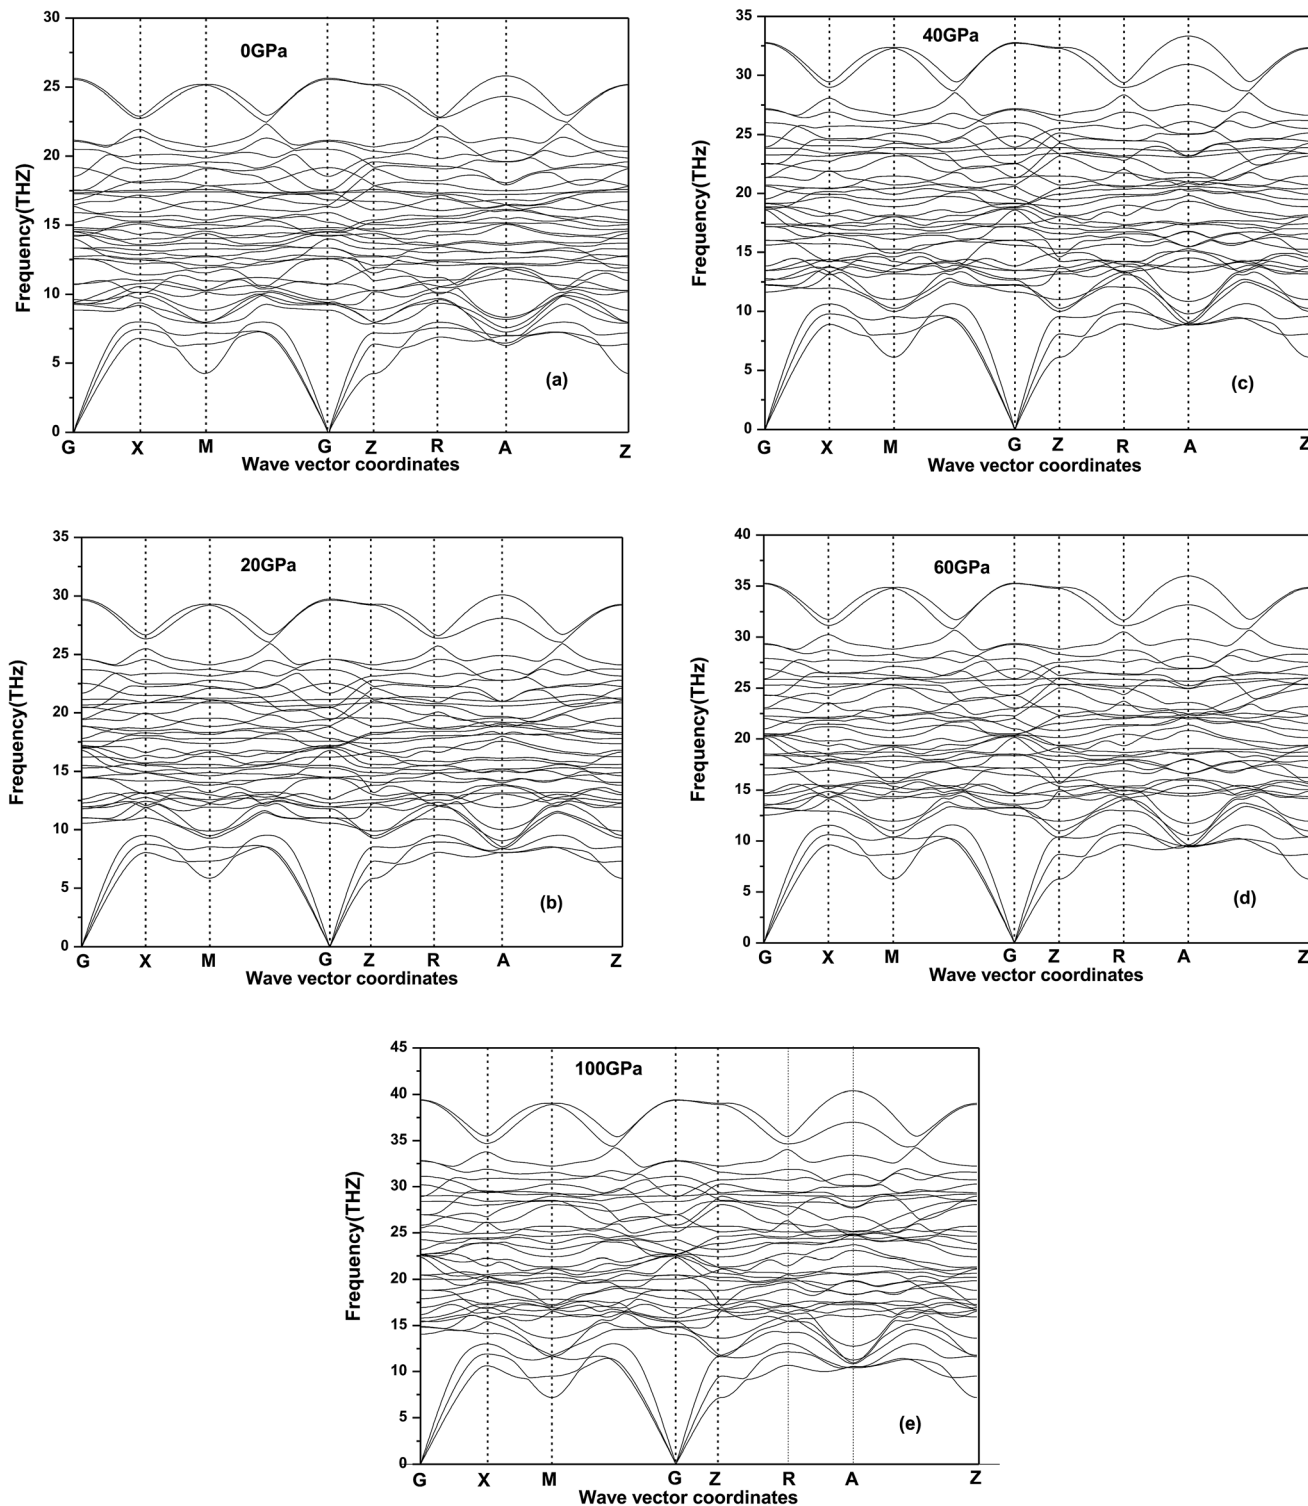 30
25
20
15
10
5
0
Frequency(THZ)
0GPa
(a)
G X M G Z R A Z
Wave vector coordinates
35
30
25
20
15
10
5
0
Frequency(THz)
40GPa
(c)
G X M G Z R A Z
Wave vector coordinates
35
30
25
20
15
10
5
0
Frequency(THz)
20GPa
(b)
G X M G Z R A Z
Wave vector coordinates
40
35
30
25
20
15
10
5
0
Frequency(THz)
60GPa
(d)
G X M G Z R A Z
Wave vector coordinates
45
40
35
30
25
20
15
10
5
0
Frequency(THZ)
100GPa
(e)
G X M G Z R A Z
Wave vector coordinates